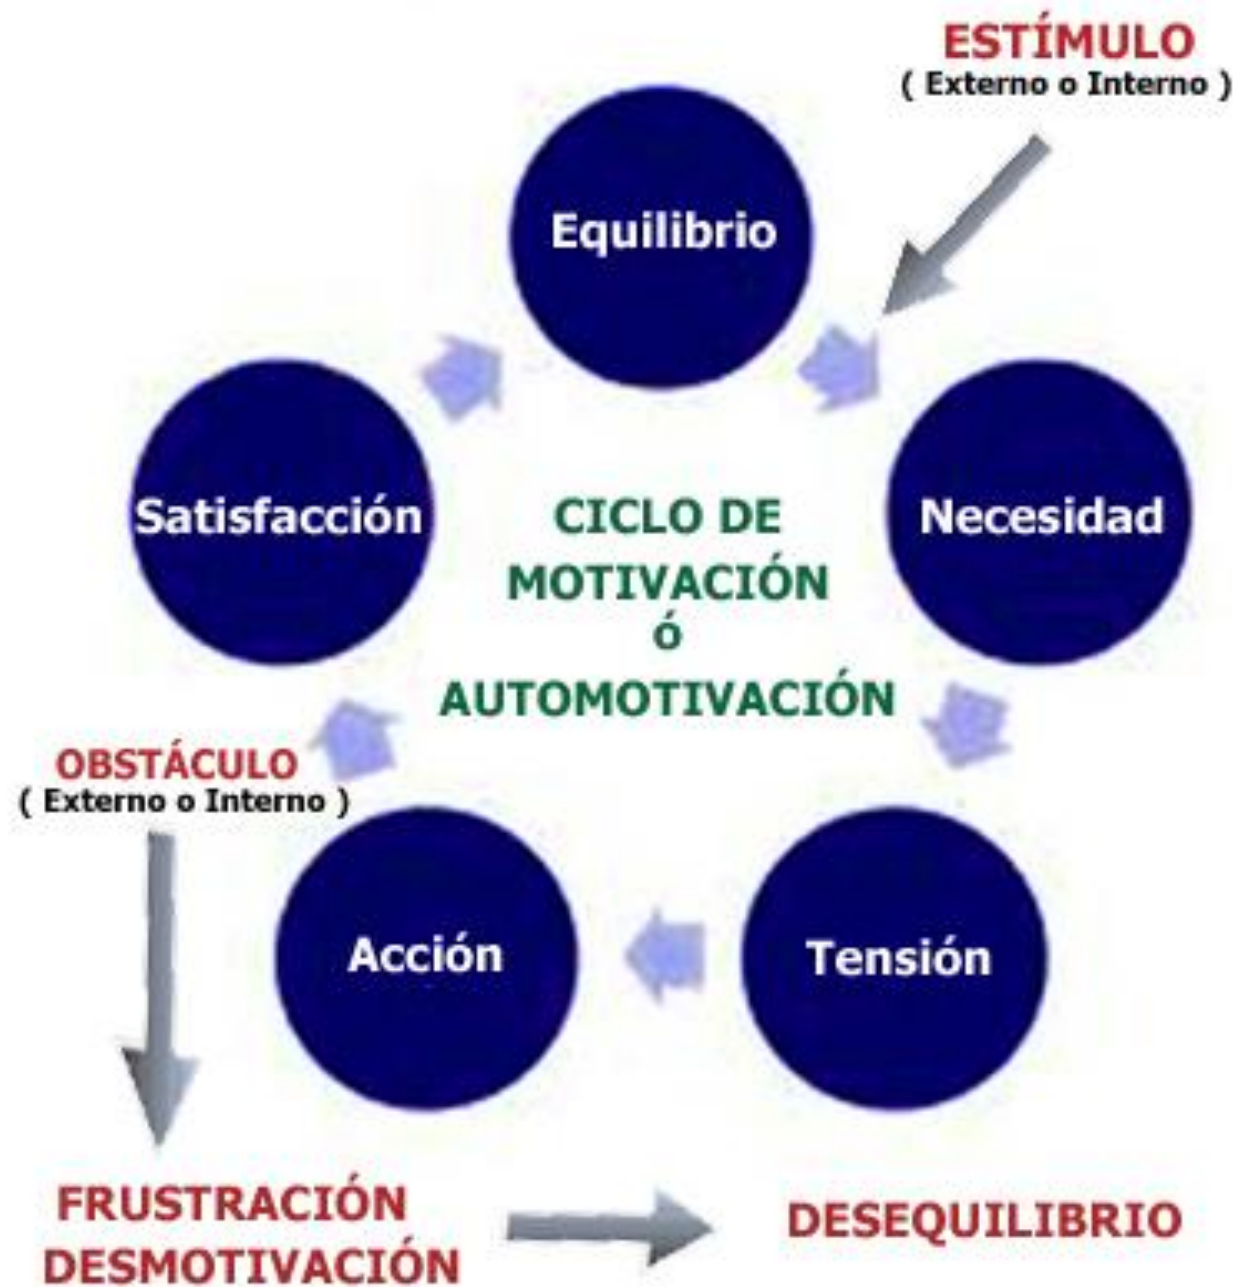 ESTÍMULO
( Externo o Interno )
Equilibrio
Satisfacción
Necesidad
CICLO DE
MOTIVACIÓN
ó
AUTOMOTIVACIÓN
OBSTÁCULO
( Externo o Interno )
Acción
Tensión
FRUSTRACIÓN
DESMOTIVACIÓN
DESEQUILIBRIO